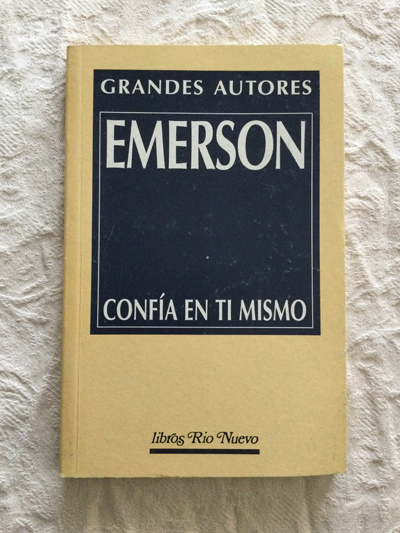 GRANDES AUTORES
EMERSON
CONFÍA EN TI MISMO
libros Rio Nuevo